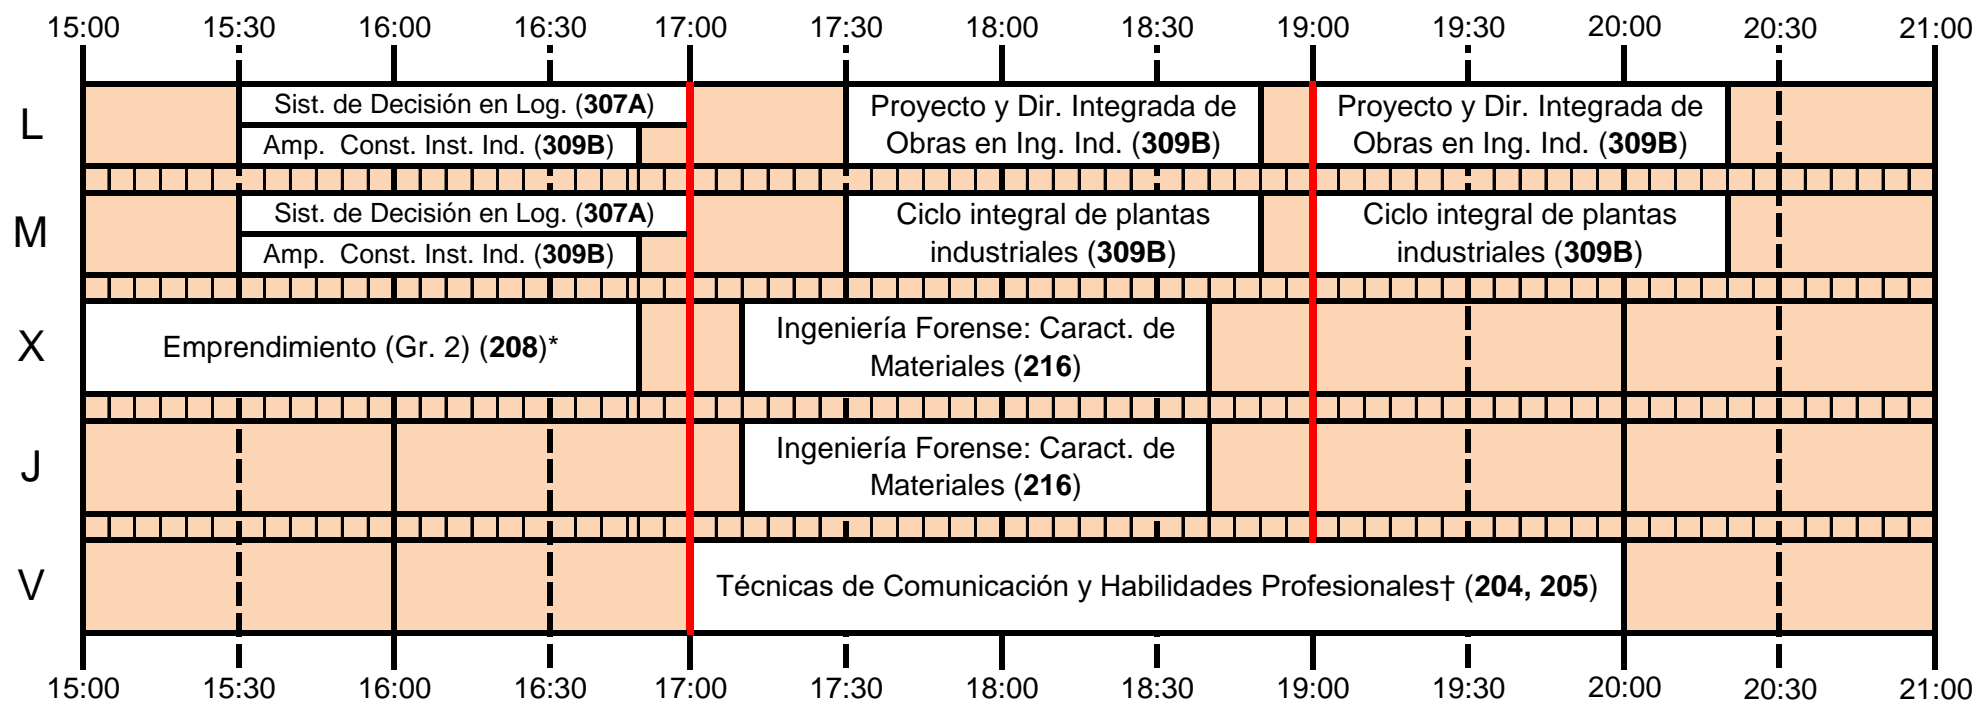 15:00 15:30 16:00 16:30 17:00 17:30 18:00 18:30 19:00 19:30 20:00 20:30 21:00
L
Sist. de Decisión en Log. (307A)
Amp. Const. Inst. Ind. (309B)
Proyecto y Dir. Integrada de
Obras en Ing. Ind. (309B)
Proyecto y Dir. Integrada de
Obras en Ing. Ind. (309B)
M
Sist. de Decisión en Log. (307A)
Amp. Const. Inst. Ind. (309B)
Ciclo integral de plantas
industriales (309B)
Ciclo integral de plantas
industriales (309B)
X
Emprendimiento (Gr. 2) (208)*
Ingeniería Forense: Caract. de
Materiales (216)
J
Ingeniería Forense: Caract. de
Materiales (216)
V
Técnicas de Comunicación y Habilidades Profesionales† (204, 205)
15:00 15:30 16:00 16:30 17:00 17:30 18:00 18:30 19:00 19:30 20:00 20:30 21:00